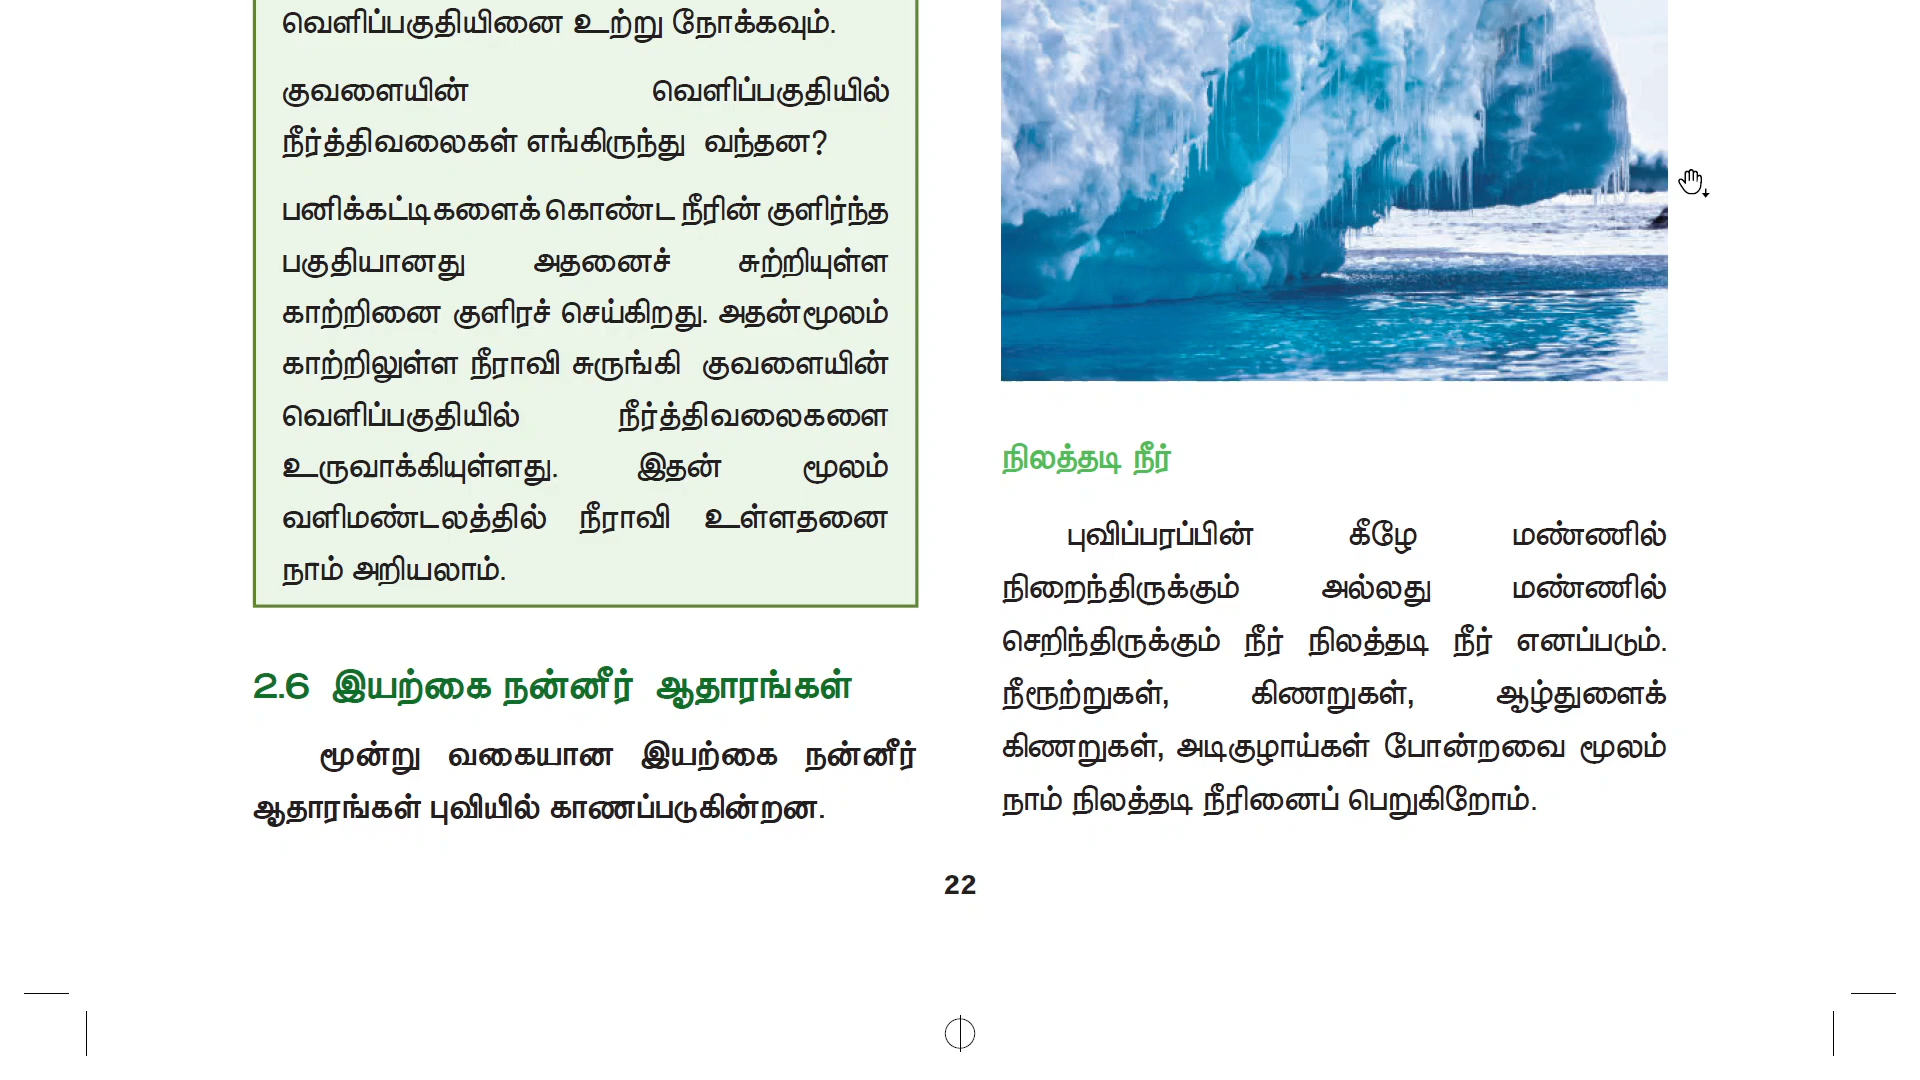 வெளிப்பகுதியினை உற்று நோக்கவும்.
குவளையின் வெளிப்பகுதியில்
நீர்த்திவலைகள் எங்கிருந்து வந்தன?
பனிக்கட்டிகளைக் கொண்ட நீரின் குளிர்ந்த
பகுதியானது அதனைச் சுற்றியுள்ள
காற்றினை குளிரச் செய்கிறது. அதன்மூலம்
காற்றிலுள்ள நீராவி சுருங்கி குவளையின்
வெளிப்பகுதியில் நீர்த்திவலைகளை
உருவாக்கியுள்ளது. இதன் மூலம்
வளிமண்டலத்தில் நீராவி உள்ளதனை
நாம் அறியலாம்.
2.6 இயற்கை நன்னீர் ஆதாரங்கள்
மூன்று வகையான இயற்கை நன்னீர்
ஆதாரங்கள் புவியில் காணப்படுகின்றன.
நிலத்தடி நீர்
புவிப்பரப்பின் கீழே மண்ணில்
நிறைந்திருக்கும் அல்லது மண்ணில்
செறிந்திருக்கும் நீர் நிலத்தடி நீர் எனப்படும்.
நீரூற்றுகள், கிணறுகள், ஆழ்துளைக்
கிணறுகள், அடிகுழாய்கள் போன்றவை மூலம்
நாம் நிலத்தடி நீரினைப் பெறுகிறோம்.
22